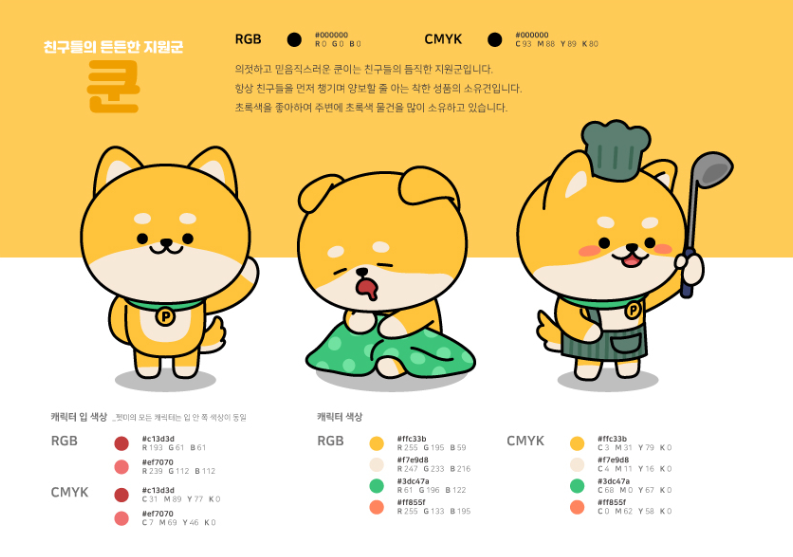 친구들의 든든한 지원군
쿤
RGB
#000000
R 0 G 0 B 0
CMYK
#000000
C 93 M 88 Y 89 K 80
의젓하고 믿음직스러운 쿤이는 친구들의 듬직한 지원군입니다.
항상 친구들을 먼저 챙기며 양보할 줄 아는 착한 성품의 소유견입니다.
초록색을 좋아하여 주변에 초록색 물건을 많이 소유하고 있습니다.
P
P
캐릭터 입 색상 _펫미의 모든 캐릭터는 입 안 쪽 색상이 동일
RGB
#c13d3d
R 193 G 61 B 61
#ef7070
R 239 G 112 B 112
CMYK
#c13d3d
C 31 M 89 Y 77 K 0
#ef7070
C 7 M 69 Y 46 K 0
캐릭터 색상
RGB
#ffc33b
R 255 G 195 B 59
#f7e9d8
R 247 G 233 B 216
#3dc47a
R 61 G 196 B 122
#ff855f
R 255 G 133 B 195
CMYK
#ffc33b
C 3 M 31 Y 79 K 0
#f7e9d8
C 4 M 11 Y 16 K 0
#3dc47a
C 68 M 0 Y 67 K 0
#ff855f
C 0 M 62 Y 58 K 0